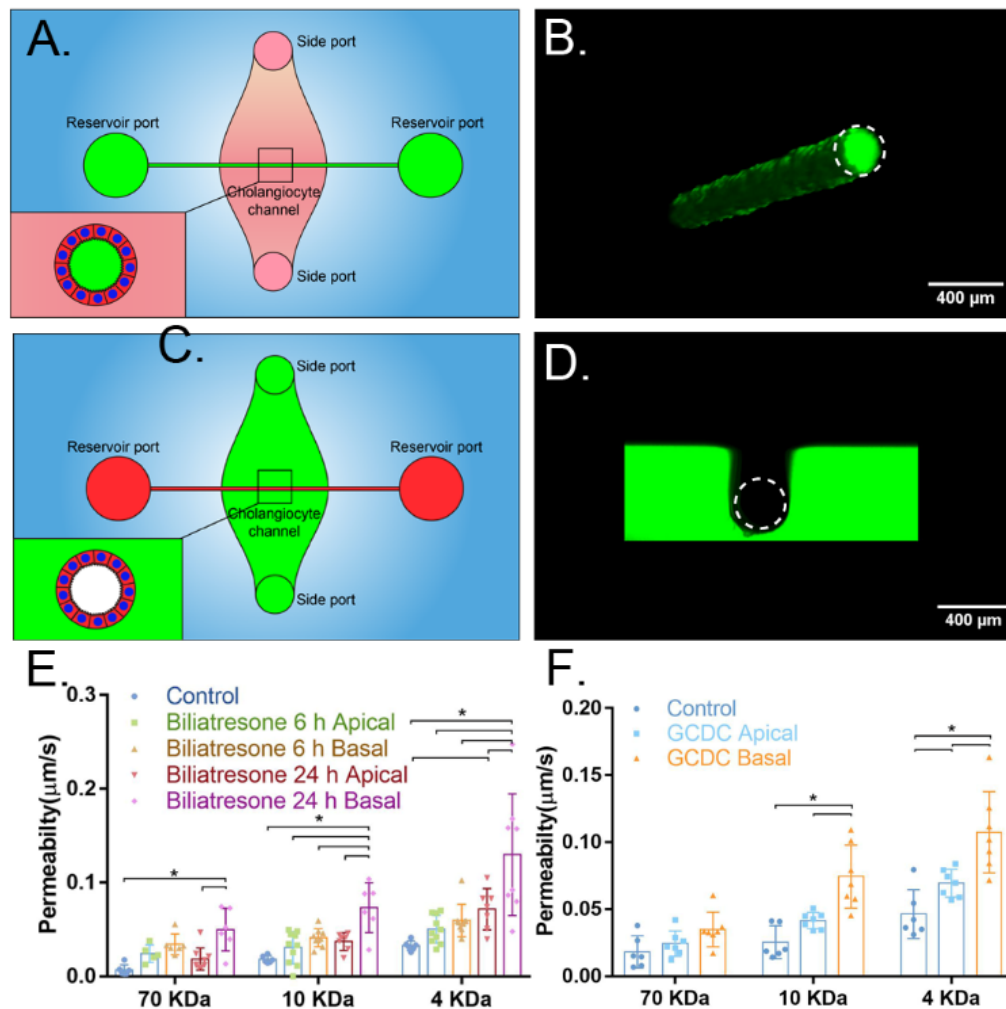 A.
Side port
Reservoir port
Reservoir port
Cholangiocyte
channel
Side port
B.
400 µm
C.
Side port
Reservoir port
Reservoir port
Cholangiocyte
channel
Side port
D.
400 µm
E.
Permeabilty(µm/s)
0.3
0.2
0.1
0.0
Control
Biliatresone 6 h Apical
Biliatresone 6 h Basal
Biliatresone 24 h Apical
Biliatresone 24 h Basal
*
*
*
70 KDa
10 KDa
4 KDa
F.
Permeability(µm/s)
0.20
0.15
0.10
0.05
0.00
Control
GCDC Apical
GCDC Basal
*
*
70 KDa
10 KDa
4 KDa